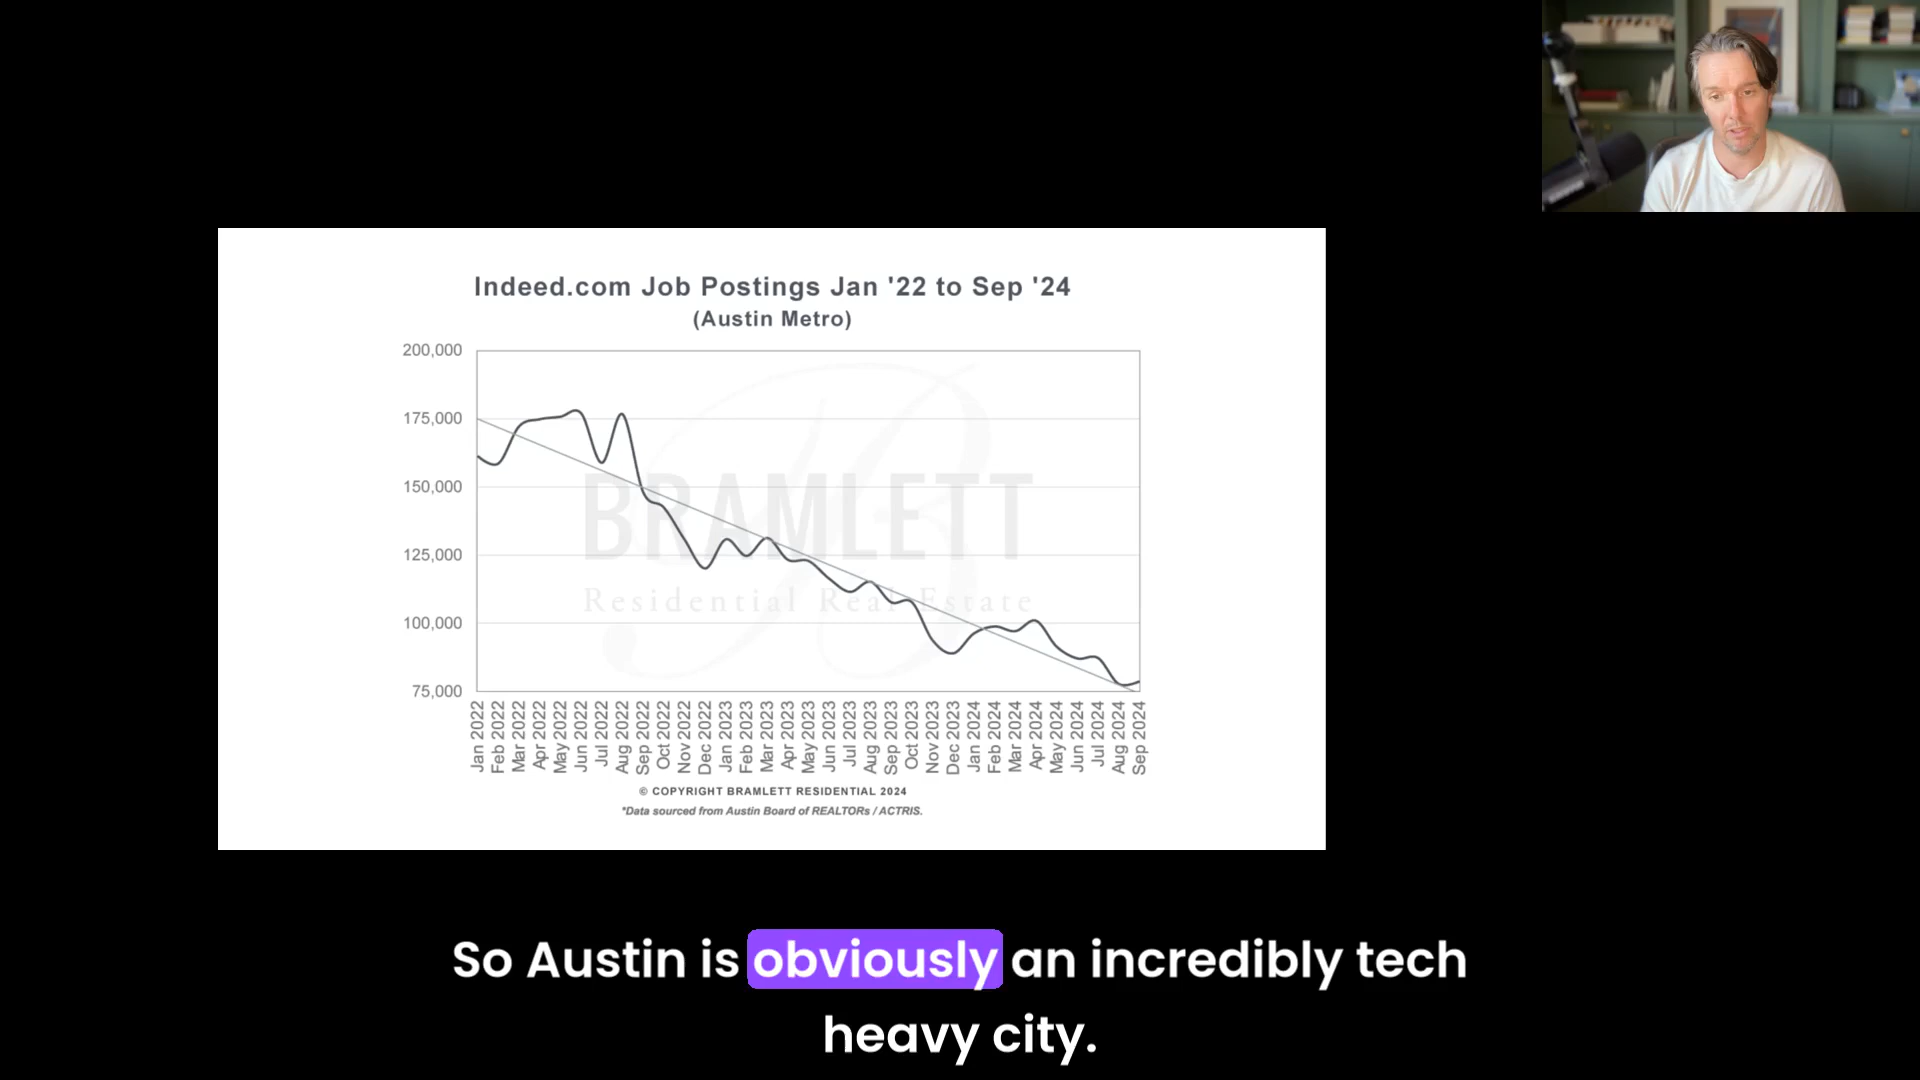 Indeed.com Job Postings Jan '22 to Sep '24
(Austin Metro)
200,000
175,000
150,000
125,000
100,000
75,000
BRAMLETT
Residential Real Estate
Jan 2022
Feb 2022
Mar 2022
Apr 2022
May 2022
Jun 2022
Jul 2022
Aug 2022
Sep 2022
Oct 2022
Nov 2022
Dec 2022
Jan 2023
Feb 2023
Mar 2023
Apr 2023
May 2023
Jun 2023
Jul 2023
Aug 2023
Sep 2023
Oct 2023
Nov 2023
Dec 2023
Jan 2024
Feb 2024
Mar 2024
Apr 2024
May 2024
Jun 2024
Jul 2024
Aug 2024
Sep 2024
© COPYRIGHT BRAMLETT RESIDENTIAL 2024
*Data sourced from Austin Board of REALTORs / ACTRIS.
So Austin is obviously an incredibly tech
heavy city.